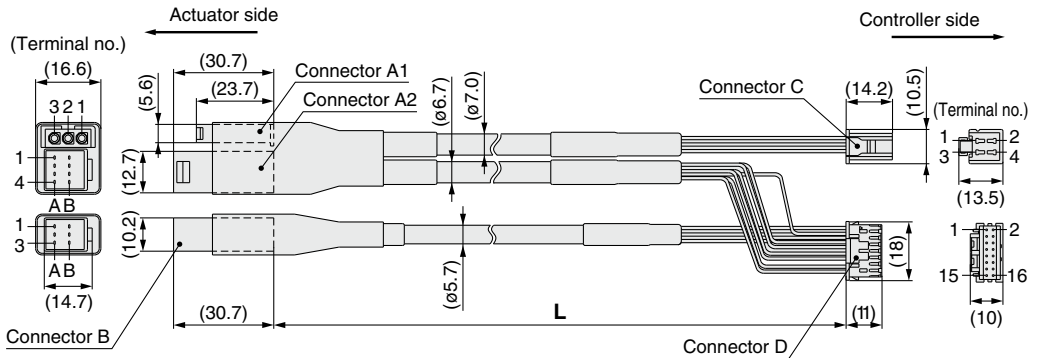 Actuator side
Controller side
(Terminal no.)
(16.6)
(30.7)
(23.7)
(5.6)
Connector A1
Connector A2
(ø6.7)
(ø7.0)
Connector C
(14.2)
(10.5)
(Terminal no.)
3 2 1
1
4
A B
(12.7)
1 2
3 4
(13.5)
1
3
A B
(14.7)
(10.2)
(30.7)
(ø5.7)
L
(18)
(11)
1 2
15 16
(10)
Connector B
Connector D